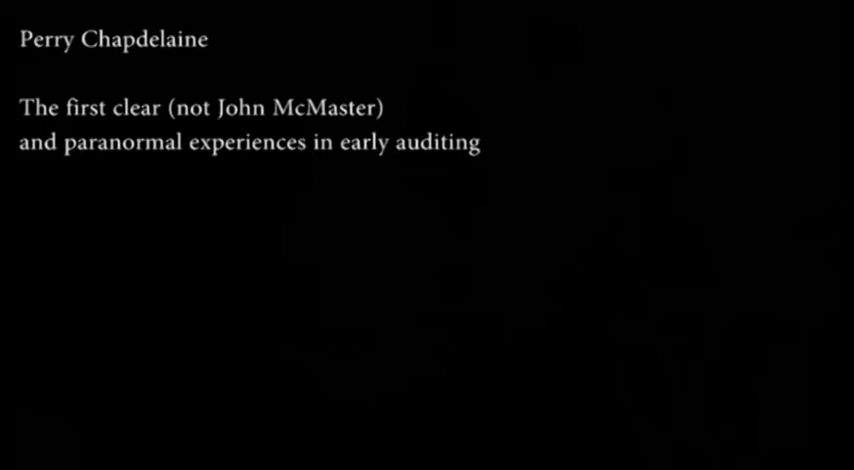 Perry Chapdelaine
The first clear (not John McMaster)
and paranormal experiences in early auditing